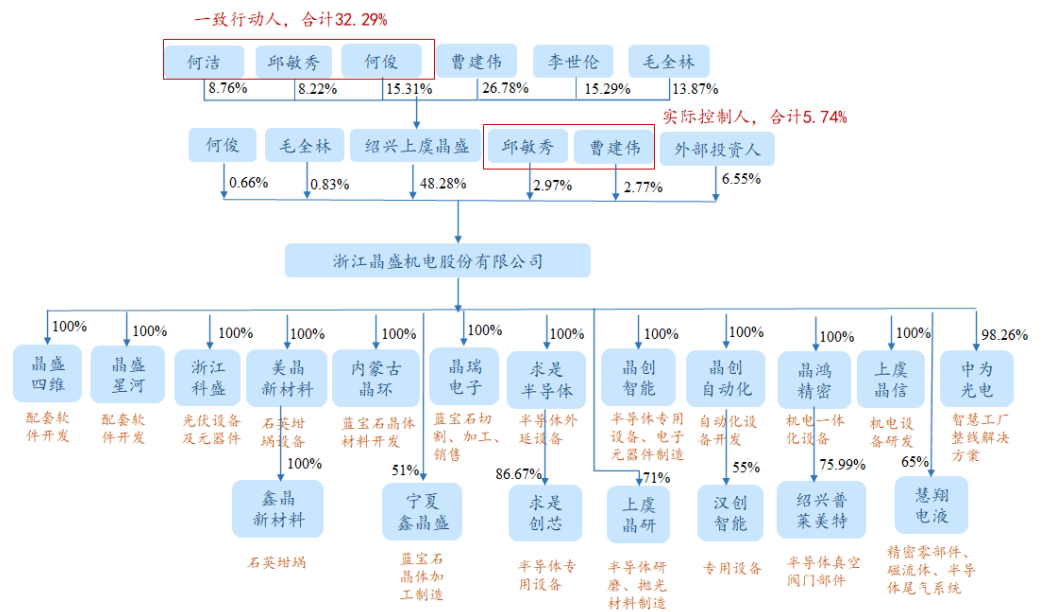 一致行动人, 合计32.29%
何洁
邱敏秀
何俊
曹建伟
李世伦
毛全林
8.76%
8.22%
15.31%
26.78%
15.29%
13.87%
实际控制人, 合计5.74%
何俊
毛全林
绍兴上虞晶盛
邱敏秀
曹建伟
外部投资人
0.66%
0.83%
48.28%
2.97%
2.77%
6.55%
浙江晶盛机电股份有限公司
100%
100%
100%
100%
100%
100%
100%
100%
100%
100%
100%
98.26%
晶盛
四维
晶盛
星河
浙江
科盛
美晶
新材料
内蒙古
晶环
晶瑞
电子
求是
半导体
晶创
智能
晶创
自动化
晶鸿
精密
上虞
晶信
中为
光电
配套软
件开发
配套软
件开发
光伏设备
及元器件
石英坩
埚设备
蓝宝石晶体
材料开发
蓝宝石切
割、加工、
销售
半导体外
延设备
半导体专用
设备、电子
元器件制造
自动化设
备开发
机电一体
化设备
机电设
备研发
智慧工厂
整线解决
方案
100%
51%
86.67%
71%
55%
75.99%
65%
鑫晶
新材料
宁夏
鑫晶盛
求是
创芯
上虞
晶研
汉创
智能
绍兴普
莱美特
慧翔
电液
石英坩埚
蓝宝石
晶体加
工制造
半导体专
用设备
半导体研
磨、抛光
材料制造
专用设备
半导体真空
阀门部件
精密零部件、
磁流体、半导
体尾气系统